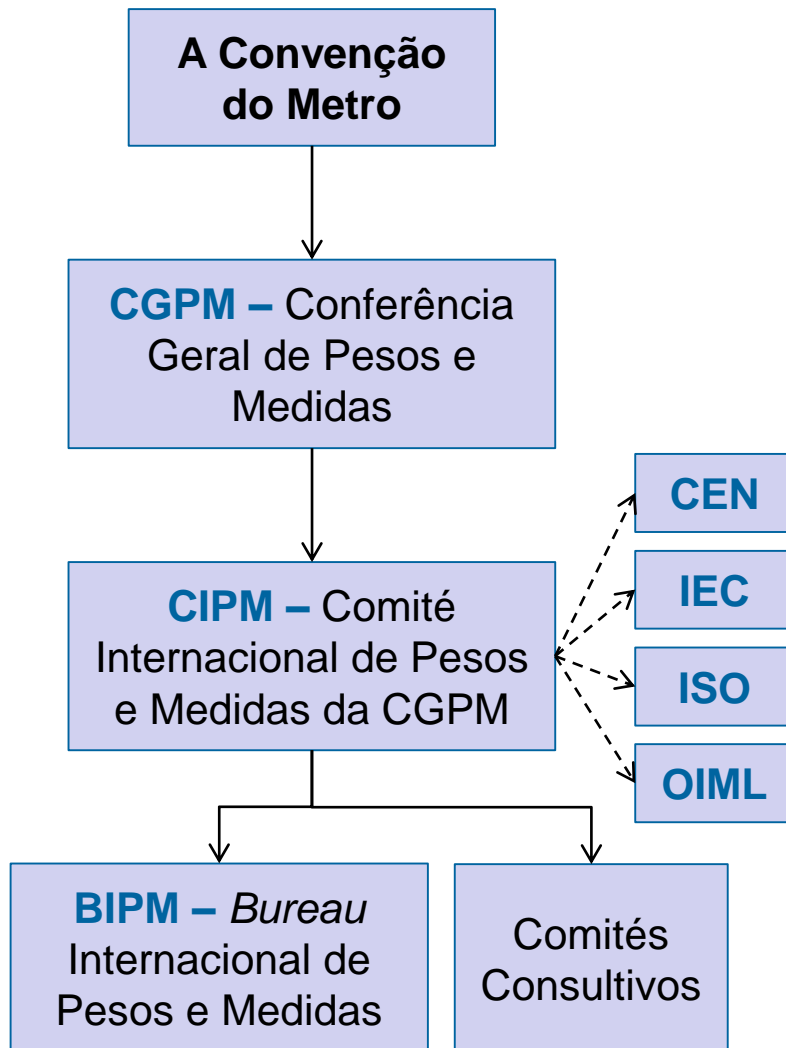 A Convenção
do Metro
CGPM – Conferência
Geral de Pesos e
Medidas
CIPM – Comité
Internacional de Pesos
e Medidas da CGPM
CEN
IEC
ISO
OIML
BIPM – Bureau
Internacional de
Pesos e Medidas
Comités
Consultivos